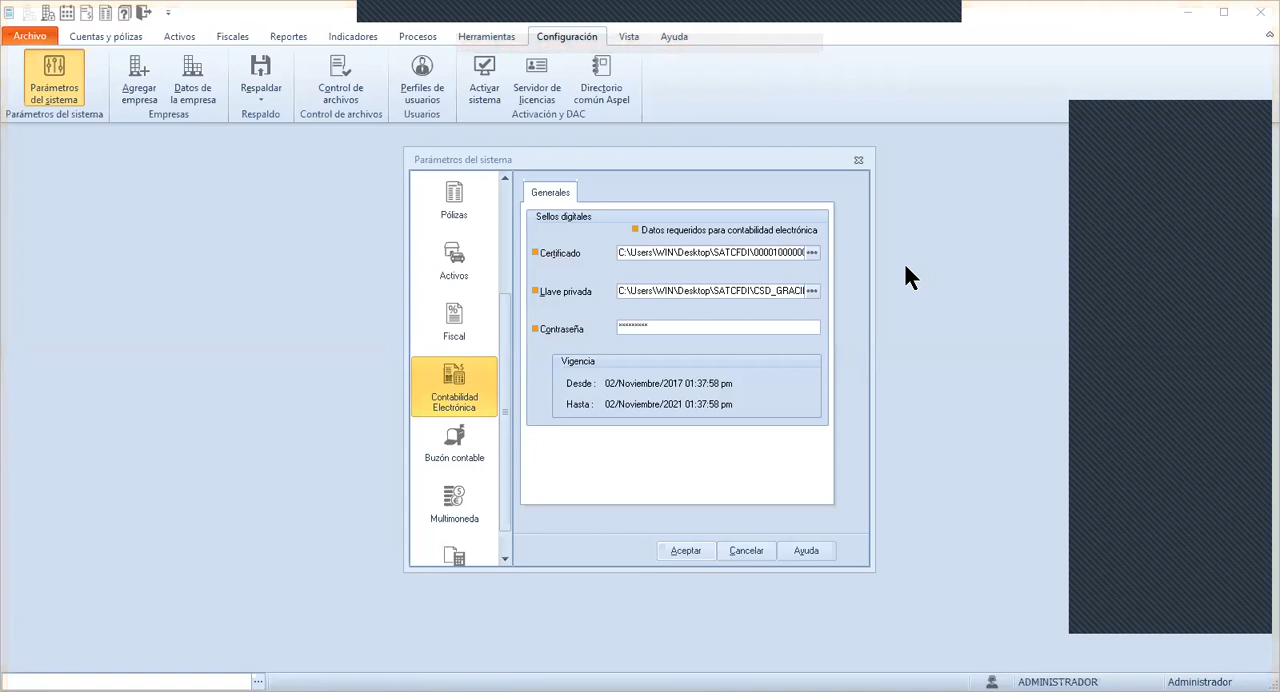 Archivo Cuentas y pólizas Activos Fiscales Reportes Indicadores Procesos Herramientas Configuración Vista Ayuda
Parámetros del sistema
Agregar empresa
Datos de la empresa
Respaldar
Control de archivos
Perfiles de usuarios
Activar sistema
Servidor de licencias
Directorio común Aspel
Parámetros del sistema Empresas Respaldo Control de archivos Usuarios Activación y DAC
Parámetros del sistema
Pólizas
Activos
Fiscal
Contabilidad
Electrónica
Buzón contable
Multimoneda
Generales
Sellos digitales
Datos requeridos para contabilidad electrónica
Certificado C:\Users\WIN\Desktop\SATCFDI\0000100000
Llave privada C:\Users\WIN\Desktop\SATCFDI\CSD_GRACI
Contraseña *********
Vigencia
Desde : 02/Noviembre/2017 01:37:58 pm
Hasta : 02/Noviembre/2021 01:37:58 pm
Aceptar Cancelar Ayuda
ADMINISTRADOR Administrador